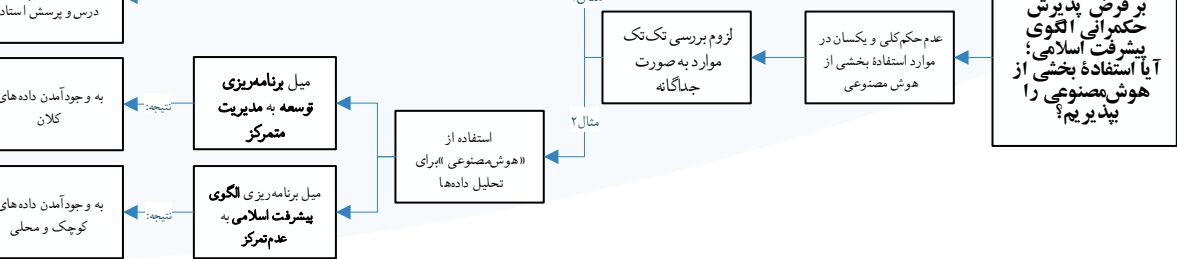 بر فرض پذیرش
حکمرانی الگوی
پیشرفت اسلامی؛
آیا استفادهٔ بخشی از
هوش‌مصنوعی را
بپذیریم؟
عدم‌حکم‌کلی و یکسان در
موارد استفادهٔ بخشی از
هوش مصنوعی
لزوم بررسی تک‌تک
موارد به صورت
جداگانه
مثال۲
استفاده از
«هوش‌مصنوعی »برای
تحلیل داده‌ها
میل برنامه‌ریزی
توسعه به مدیریت
متمرکز
نتیجه:
به وجودآمدن داده‌های
کلان
میل برنامه‌ریزی الگوی
پیشرفت اسلامی به
عدم‌تمرکز
نتیجه:
به وجودآمدن داده‌های
کوچک و محلی
درس و پرسش استاد